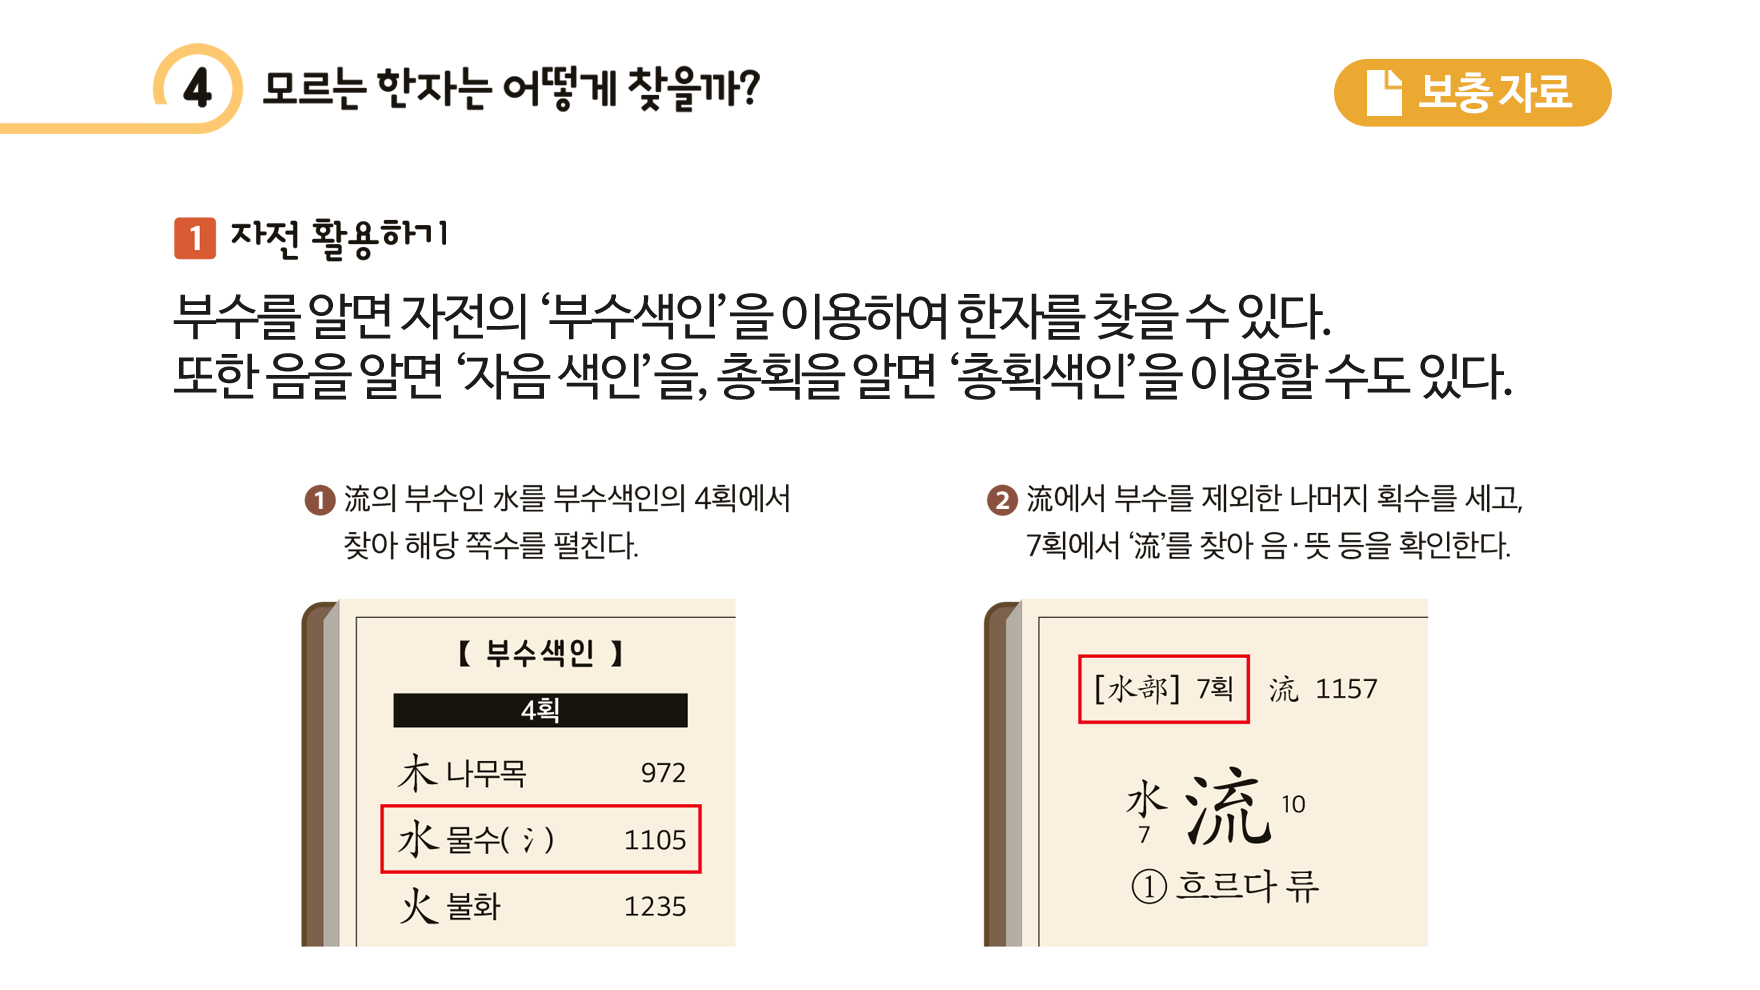 4 모르는 한자는 어떻게 찾을까?
보충 자료
1 자전 활용하기
부수를 알면 자전의 ‘부수색인’을 이용하여 한자를 찾을 수 있다.
또한 음을 알면 ‘자음 색인’을, 총획을 알면 ‘총획색인’을 이용할 수도 있다.
❶ 流의 부수인 水를 부수색인의 4획에서
찾아 해당 쪽수를 펼친다.
【 부수색인 】
4획
木 나무목 972
水 물수( 氵) 1105
火 불화 1235
❷ 流에서 부수를 제외한 나머지 획수를 세고,
7획에서 ‘流’를 찾아 음·뜻 등을 확인한다.
[水部] 7획 流 1157
水 流 10
7
① 흐르다 류